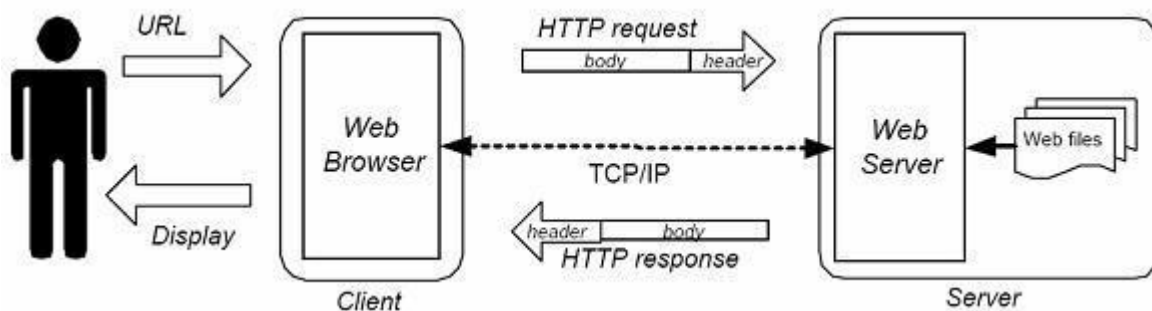 URL
HTTP request
body
header
Web
Browser
Web
Server
Web files
TCP/IP
header
body
HTTP response
Display
Client
Server